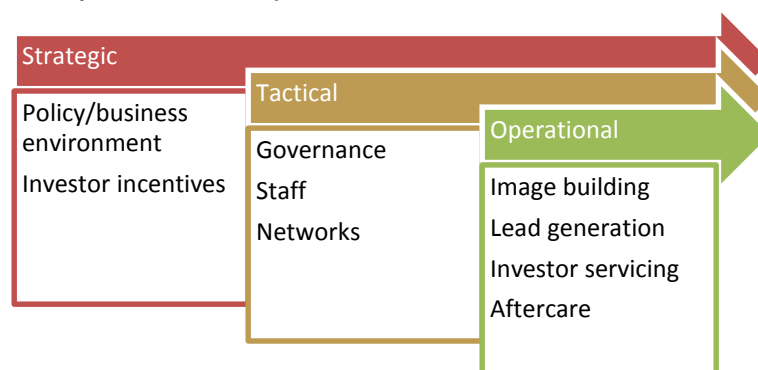 Strategic
Policy/business
environment
Investor incentives
Tactical
Governance
Staff
Networks
Operational
Image building
Lead generation
Investor servicing
Aftercare